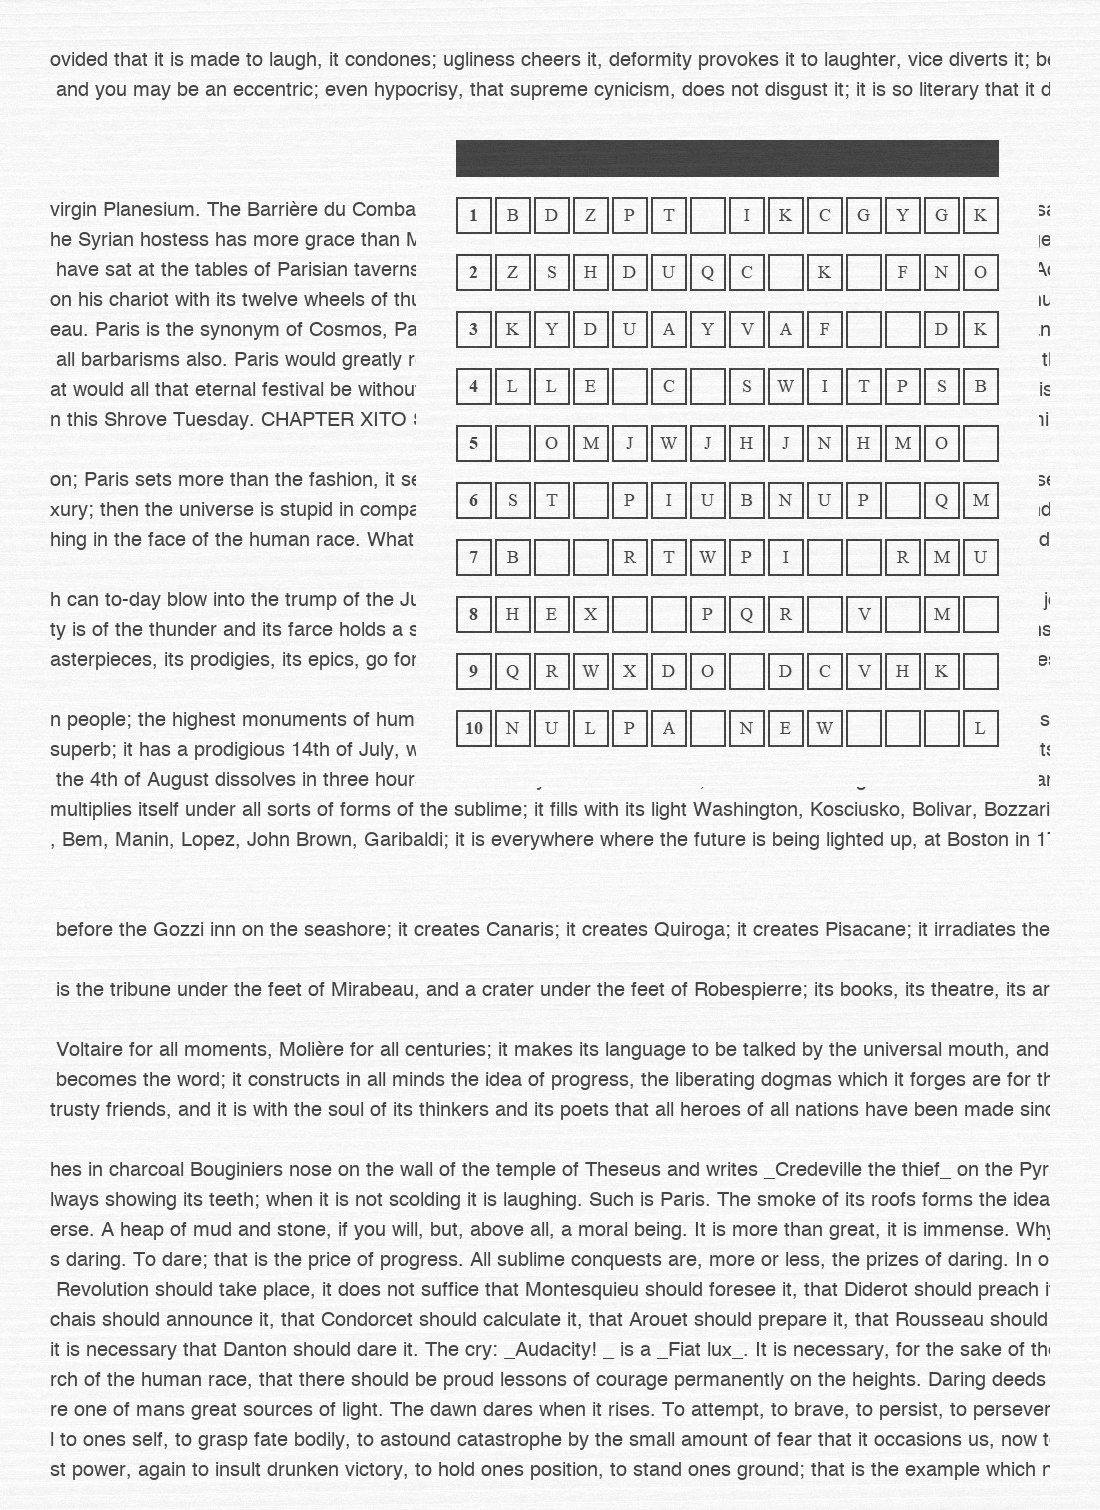 ovided that it is made to laugh, it condones; ugliness cheers it, deformity provokes it to laughter, vice diverts it; be
and you may be an eccentric; even hypocrisy, that supreme cynicism, does not disgust it; it is so literary that it d
virgin Planesium. The Barrière du Comba
he Syrian hostess has more grace than M
have sat at the tables of Parisian taverns
on his chariot with its twelve wheels of thu
eau. Paris is the synonym of Cosmos, Pa
all barbarisms also. Paris would greatly r
at would all that eternal festival be without
n this Shrove Tuesday. CHAPTER XITO
on; Paris sets more than the fashion, it se
xury; then the universe is stupid in compa
hing in the face of the human race. What
h can to-day blow into the trump of the Ju
ty is of the thunder and its farce holds a s
asterpieces, its prodigies, its epics, go for
n people; the highest monuments of hum
superb; it has a prodigious 14th of July, w
the 4th of August dissolves in three hour
1 B D Z P T I K C G Y G K
2 Z S H D U Q C K F N O
3 K Y D U A Y V A F D K
4 L L E C S W I T P S B
5 O M J W J H J N H M O
6 S T P I U B N U P Q M
7 B R T W P I R M U
8 H E X P Q R V M
9 Q R W X D O D C V H K
10 N U L P A N E W L
multiplies itself under all sorts of forms of the sublime; it fills with its light Washington, Kosciusko, Bolivar, Bozzari
, Bem, Manin, Lopez, John Brown, Garibaldi; it is everywhere where the future is being lighted up, at Boston in 1
before the Gozzi inn on the seashore; it creates Canaris; it creates Quiroga; it creates Pisacane; it irradiates the
is the tribune under the feet of Mirabeau, and a crater under the feet of Robespierre; its books, its theatre, its ar
Voltaire for all moments, Molière for all centuries; it makes its language to be talked by the universal mouth, and
becomes the word; it constructs in all minds the idea of progress, the liberating dogmas which it forges are for th
trusty friends, and it is with the soul of its thinkers and its poets that all heroes of all nations have been made sinc
hes in charcoal Bouginiers nose on the wall of the temple of Theseus and writes _Credeville the thief_ on the Pyr
lways showing its teeth; when it is not scolding it is laughing. Such is Paris. The smoke of its roofs forms the idea
erse. A heap of mud and stone, if you will, but, above all, a moral being. It is more than great, it is immense. Why
s daring. To dare; that is the price of progress. All sublime conquests are, more or less, the prizes of daring. In o
Revolution should take place, it does not suffice that Montesquieu should foresee it, that Diderot should preach it
chais should announce it, that Condorcet should calculate it, that Arouet should prepare it, that Rousseau should
it is necessary that Danton should dare it. The cry: _Audacity! _ is a _Fiat lux_. It is necessary, for the sake of the
rch of the human race, that there should be proud lessons of courage permanently on the heights. Daring deeds
re one of mans great sources of light. The dawn dares when it rises. To attempt, to brave, to persist, to persever
l to ones self, to grasp fate bodily, to astound catastrophe by the small amount of fear that it occasions us, now to
st power, again to insult drunken victory, to hold ones position, to stand ones ground; that is the example which